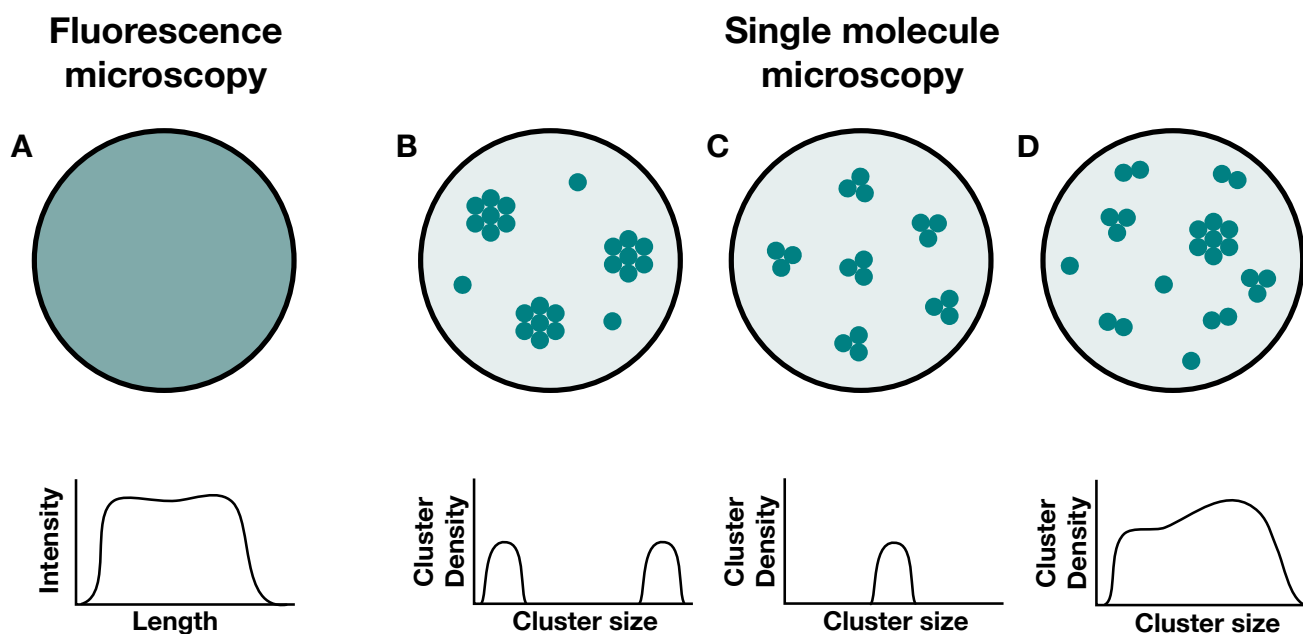 Fluorescence
microscopy
Single molecule
microscopy
A
B
C
D
Intensity
Length
Cluster
Density
Cluster size
Cluster
Density
Cluster size
Cluster
Density
Cluster size